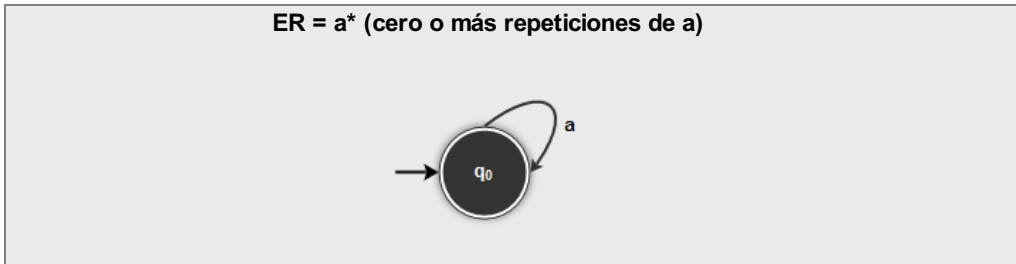 ER = a* (cero o más repeticiones de a)
a
q₀